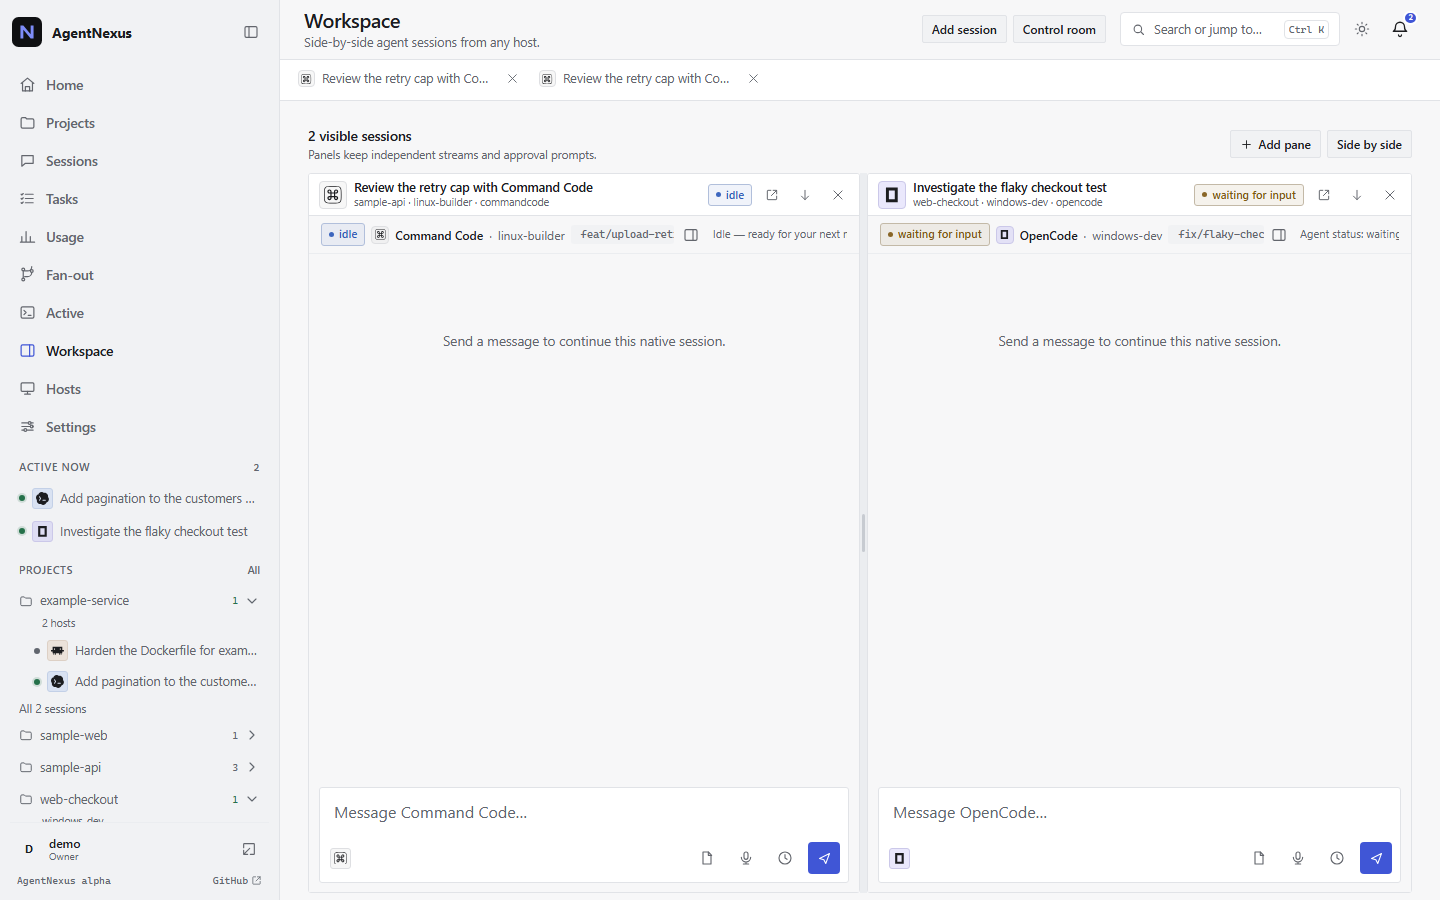 AgentNexus
Home
Projects
Sessions
Tasks
Usage
Fan-out
Active
Workspace
Hosts
Settings
ACTIVE NOW 2
Add pagination to the customers ...
Investigate the flaky checkout test
PROJECTS All
example-service 1
2 hosts
Harden the Dockerfile for exam...
Add pagination to the custome...
All 2 sessions
sample-web 1
sample-api 3
web-checkout 1
windows-dev
D demo
Owner
AgentNexus alpha GitHub
Workspace
Side-by-side agent sessions from any host.
Add session Control room Search or jump to... Ctrl K 2
Review the retry cap with Co... Review the retry cap with Co...
2 visible sessions
Panels keep independent streams and approval prompts.
Add pane Side by side
Review the retry cap with Command Code
sample-api · linux-builder · commandcode
idle
idle Command Code · linux-builder feat/upload-ret Idle — ready for your next r
Send a message to continue this native session.
Message Command Code...
Investigate the flaky checkout test
web-checkout · windows-dev · opencode
waiting for input
waiting for input OpenCode · windows-dev fix/flaky-chec Agent status: waiting
Send a message to continue this native session.
Message OpenCode...